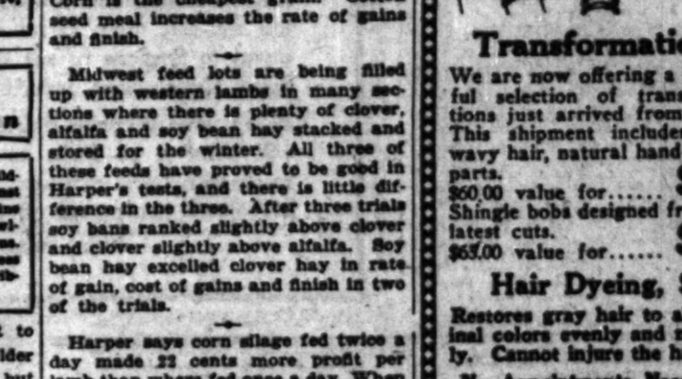 seed meal increases the rate of gains
and finish.
Midwest feed lots are being filled
up with western lambs in many sec-
tions where there is plenty of clover,
alfalfa and soy bean hay stacked and
stored for the winter. All three of
these feeds have proved to be good in
Harper's tests, and there is little dif-
ference in the three. After three trials
soy bans ranked slightly above clover
and clover slightly above alfalfa. Soy
bean hay excelled clover hay in rate
of gain, cost of gains and finish in two
of the trials.
Harper says corn silage fed twice a
day made 22 cents more profit per
Transformatio
We are now offering a
ful selection of trans
tions just arrived from
This shipment includes
wavy hair, natural hand
parts.
$60.00 value for......
Shingle bobs designed fr
latest cuts.
$65.00 value for......
Hair Dyeing,
Restores gray hair to
inal colors evenly and
ly. Cannot injure the h